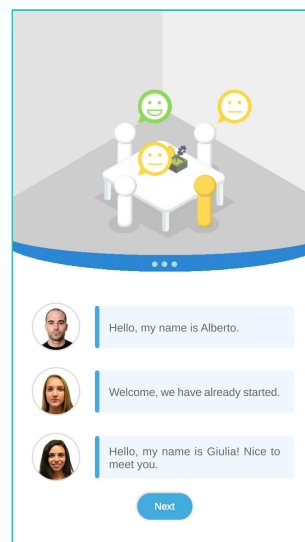 Hello, my name is Alberto.
Welcome, we have already started.
Hello, my name is Giulia! Nice to
meet you.
Next